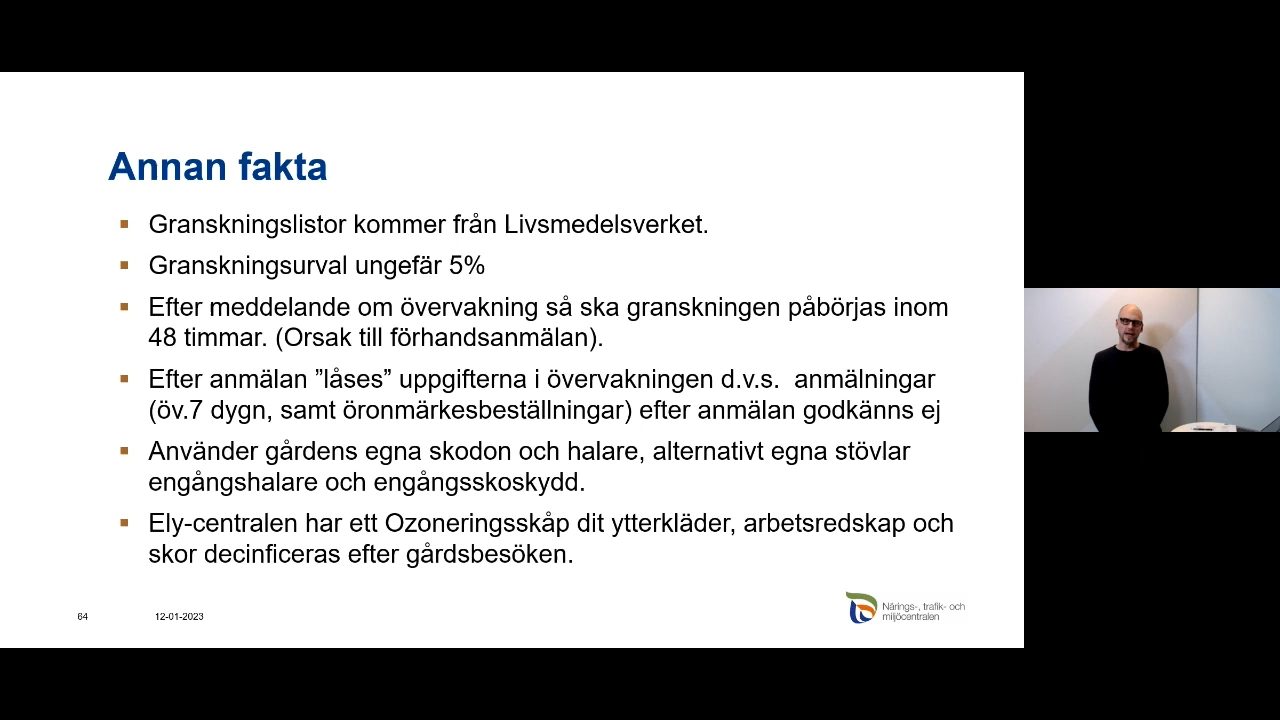 Annan fakta
Granskningslistor kommer från Livsmedelsverket.
Granskningsurval ungefär 5%
Efter meddelande om övervakning så ska granskningen påbörjas inom
48 timmar. (Orsak till förhandsanmälan).
Efter anmälan ”låses” uppgifterna i övervakningen d.v.s.  anmälningar
(öv.7 dygn, samt öronmärkesbeställningar) efter anmälan godkänns ej
Använder gårdens egna skodon och halare, alternativt egna stövlar
engångshalare och engångsskoskydd.
Ely-centralen har ett Ozoneringsskåp dit ytterkläder, arbetsredskap och
skor decinficeras efter gårdsbesöken.
64
12-01-2023
Närings-, trafik- och
miljöcentralen